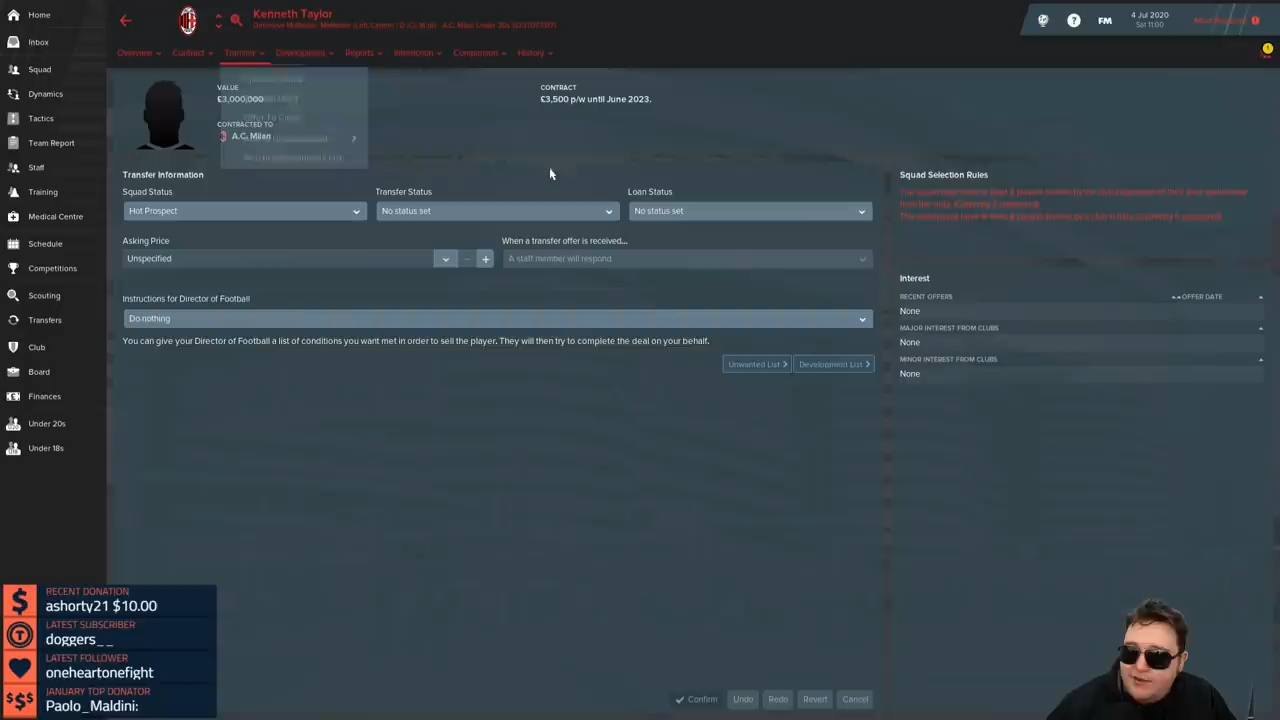 Home
Inbox
Squad
Dynamics
Tactics
Team Report
Staff
Training
Medical Centre
Schedule
Competitions
Scouting
Transfers
Club
Board
Finances
Under 20s
Under 18s
Kenneth Taylor
4 Jul 2020
Sat 11:00
FM
Overview
Contract
Transfer
Development
Reports
Interaction
Comparison
History
VALUE
£3,000,000
CONTRACTED TO
A.C. Milan
CONTRACT
£3,500 p/w until June 2023.
Transfer Information
Squad Status
Transfer Status
Loan Status
Hot Prospect
No status set
No status set
Asking Price
When a transfer offer is received...
Unspecified
A staff member will respond
Instructions for Director of Football
Do nothing
You can give your Director of Football a list of conditions you want met in order to sell the player. They will then try to complete the deal on your behalf.
Unwanted List
Development List
Squad Selection Rules
Interest
RECENT OFFERS
OFFER DATE
None
MAJOR INTEREST FROM CLUBS
None
MINOR INTEREST FROM CLUBS
None
Confirm
Undo
Redo
Revert
Cancel
RECENT DONATION
ashorty21 $10.00
LATEST SUBSCRIBER
doggers__
LATEST FOLLOWER
oneheartonefight
JANUARY TOP DONATOR
Paolo_Maldini: